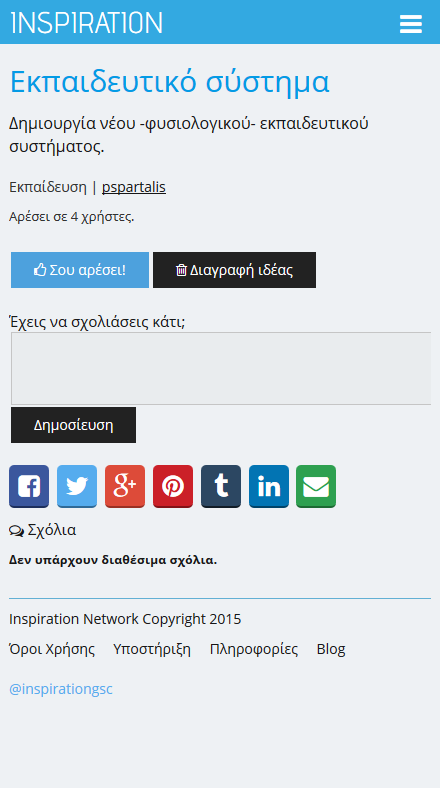 INSPIRATION
Εκπαιδευτικό σύστημα
Δημιουργία νέου -φυσιολογικού- εκπαιδευτικού
συστήματος.
Εκπαίδευση | pspartalis
Αρέσει σε 4 χρήστες.
Σου αρέσει! Διαγραφή ιδέας
Έχεις να σχολιάσεις κάτι;
Δημοσίευση
Σχόλια
Δεν υπάρχουν διαθέσιμα σχόλια.
Inspiration Network Copyright 2015
Όροι Χρήσης Υποστήριξη Πληροφορίες Blog
@inspirationgsc